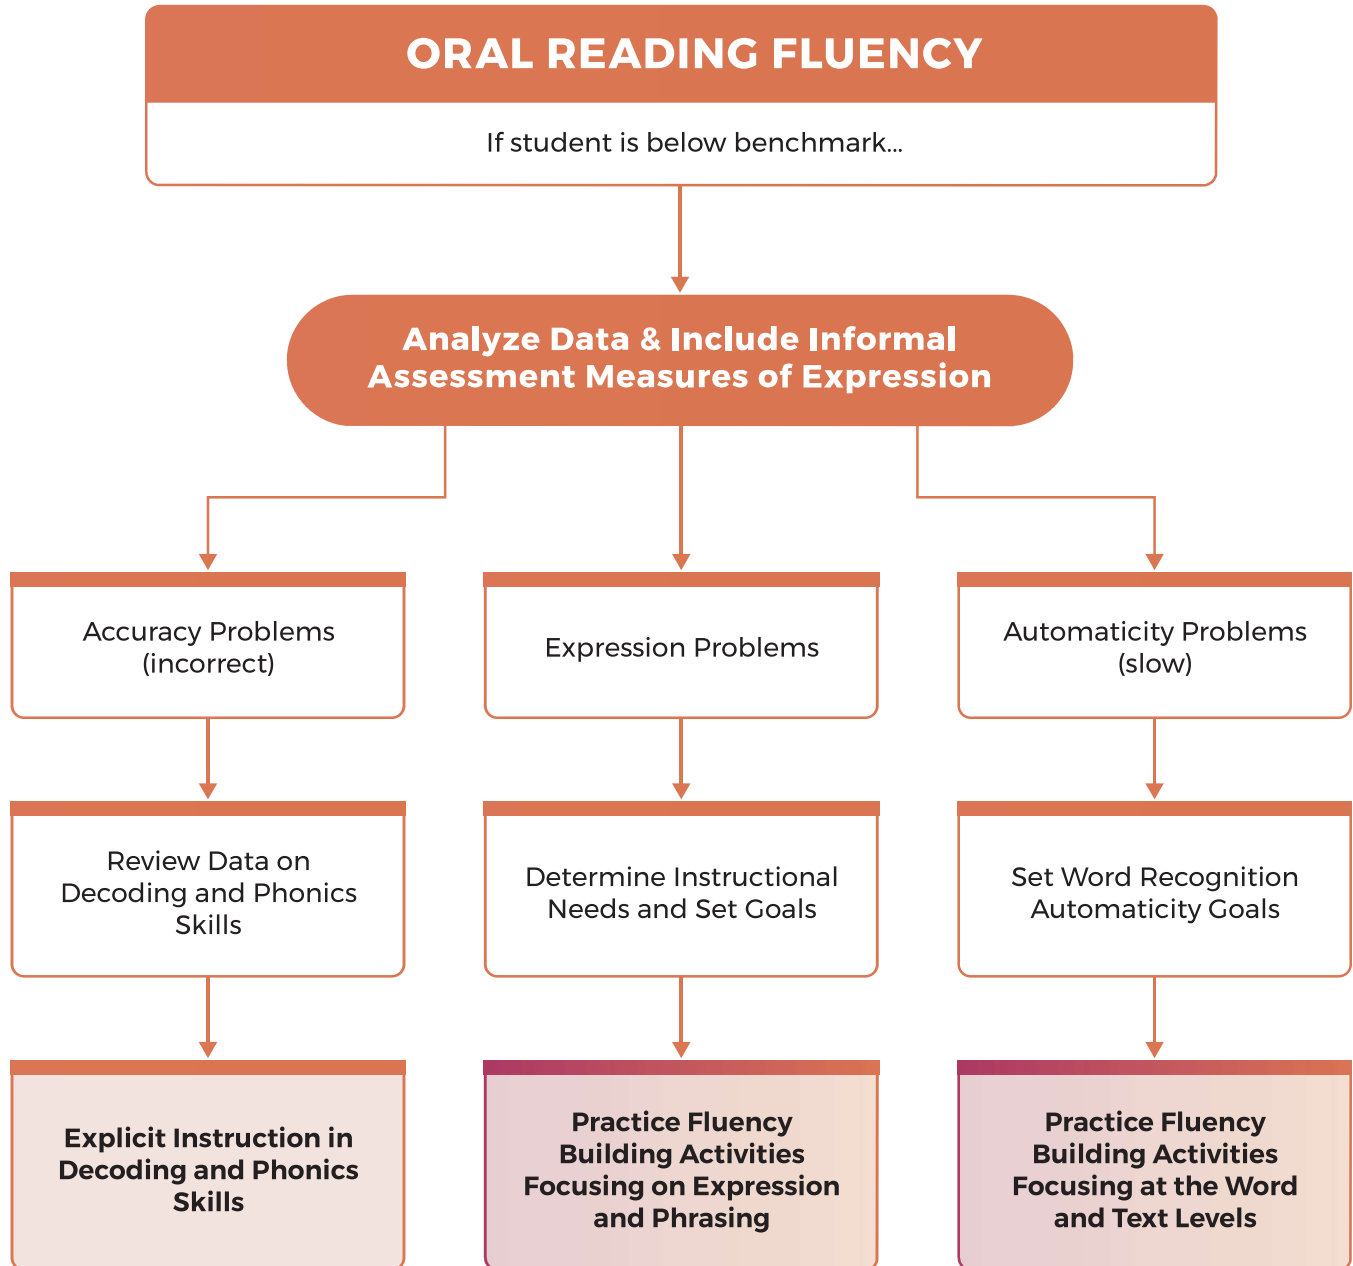 ORAL READING FLUENCY
If student is below benchmark...
Analyze Data & Include Informal
Assessment Measures of Expression
Accuracy Problems
(incorrect)
Expression Problems
Automaticity Problems
(slow)
Review Data on
Decoding and Phonics
Skills
Determine Instructional
Needs and Set Goals
Set Word Recognition
Automaticity Goals
Explicit Instruction in
Decoding and Phonics
Skills
Practice Fluency
Building Activities
Focusing on Expression
and Phrasing
Practice Fluency
Building Activities
Focusing at the Word
and Text Levels